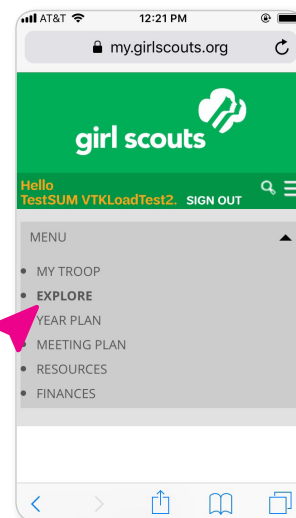 AT&T 12:21 PM
my.girlscouts.org
girl scouts
Hello
TestSUM VTKLoadTest2. SIGN OUT
MENU
MY TROOP
EXPLORE
YEAR PLAN
MEETING PLAN
RESOURCES
FINANCES